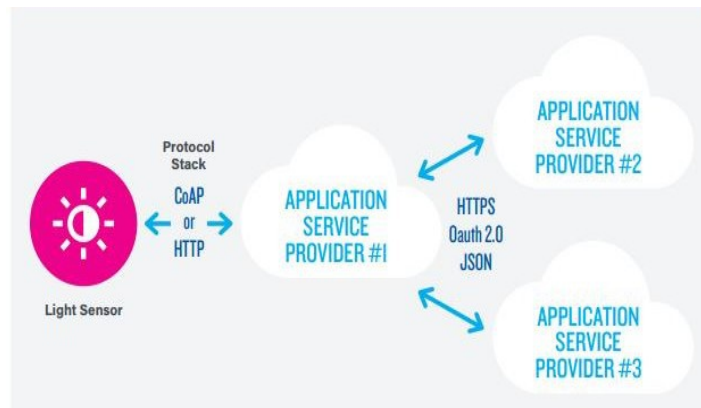 Protocol
Stack
CoAP
or
HTTP
Light Sensor
APPLICATION
SERVICE
PROVIDER #1
HTTPS
Oauth 2.0
JSON
APPLICATION
SERVICE
PROVIDER #2
APPLICATION
SERVICE
PROVIDER #3